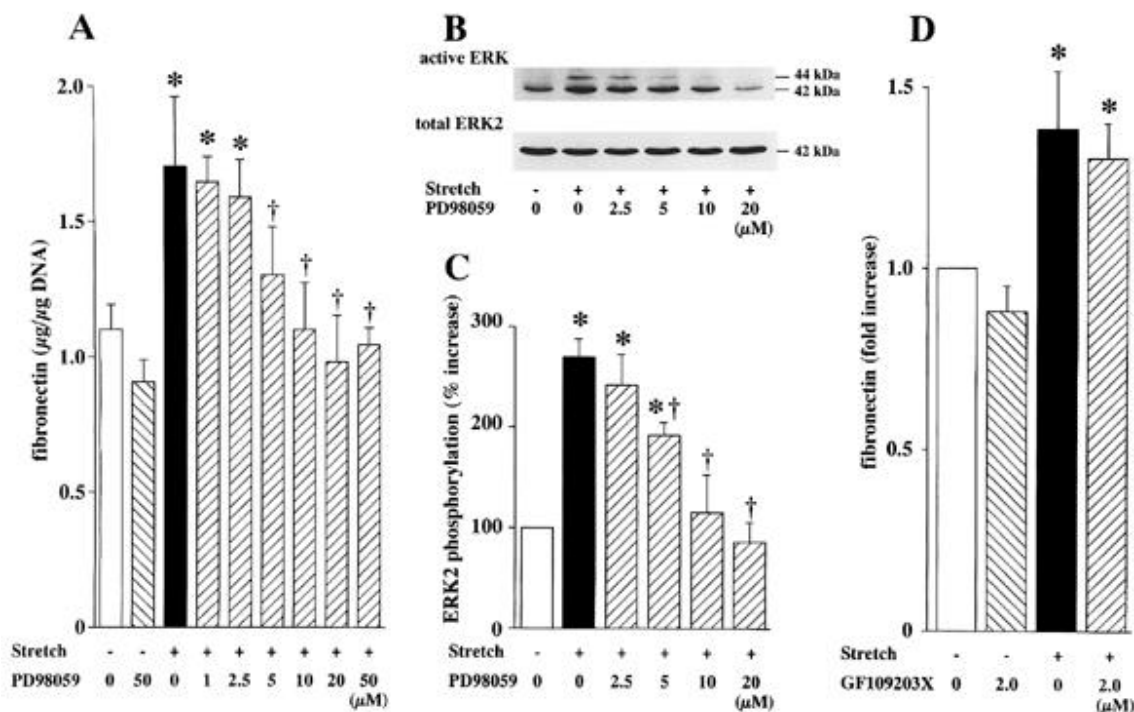 A
fibronectin (µg/µg DNA)
2.0
1.5
1.0
0.5
0
*
*
*
†
†
†
†
Stretch - - + + + + + + +
PD98059 0 50 0 1 2.5 5 10 20 50
(µM)
B
active ERK
44 kDa
42 kDa
total ERK2
42 kDa
Stretch - + + + + +
PD98059 0 0 2.5 5 10 20
(µM)
C
ERK2 phosphorylation (% increase)
300
200
100
0
*
*
*†
†
†
Stretch - + + + + +
PD98059 0 0 2.5 5 10 20
(µM)
D
fibronectin (fold increase)
1.5
1.0
0.5
0
*
*
Stretch - - + +
GF109203X 0 2.0 0 2.0
(µM)